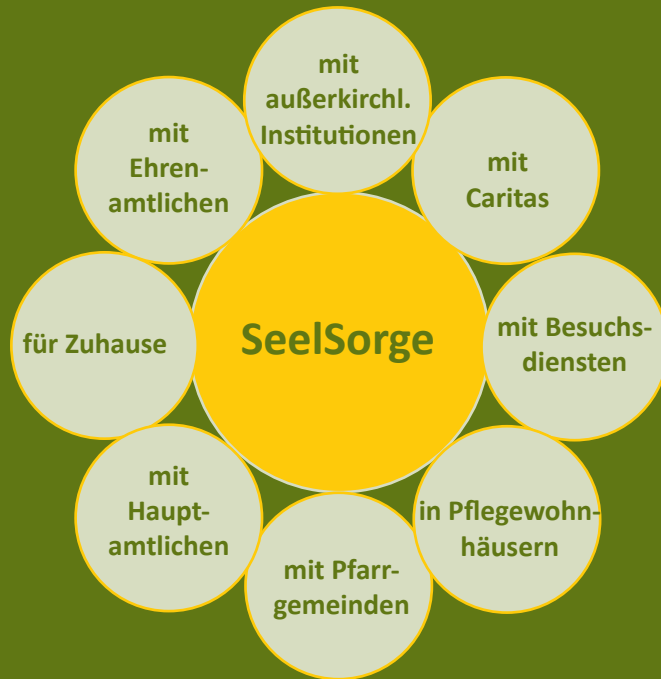 mit
außerkirchl.
Institutionen
mit
Caritas
mit Besuchs-
diensten
in Pflegewohn-
häusern
mit Pfarr-
gemeinden
mit
Haupt-
amtlichen
für Zuhause
mit
Ehren-
amtlichen
SeelSorge